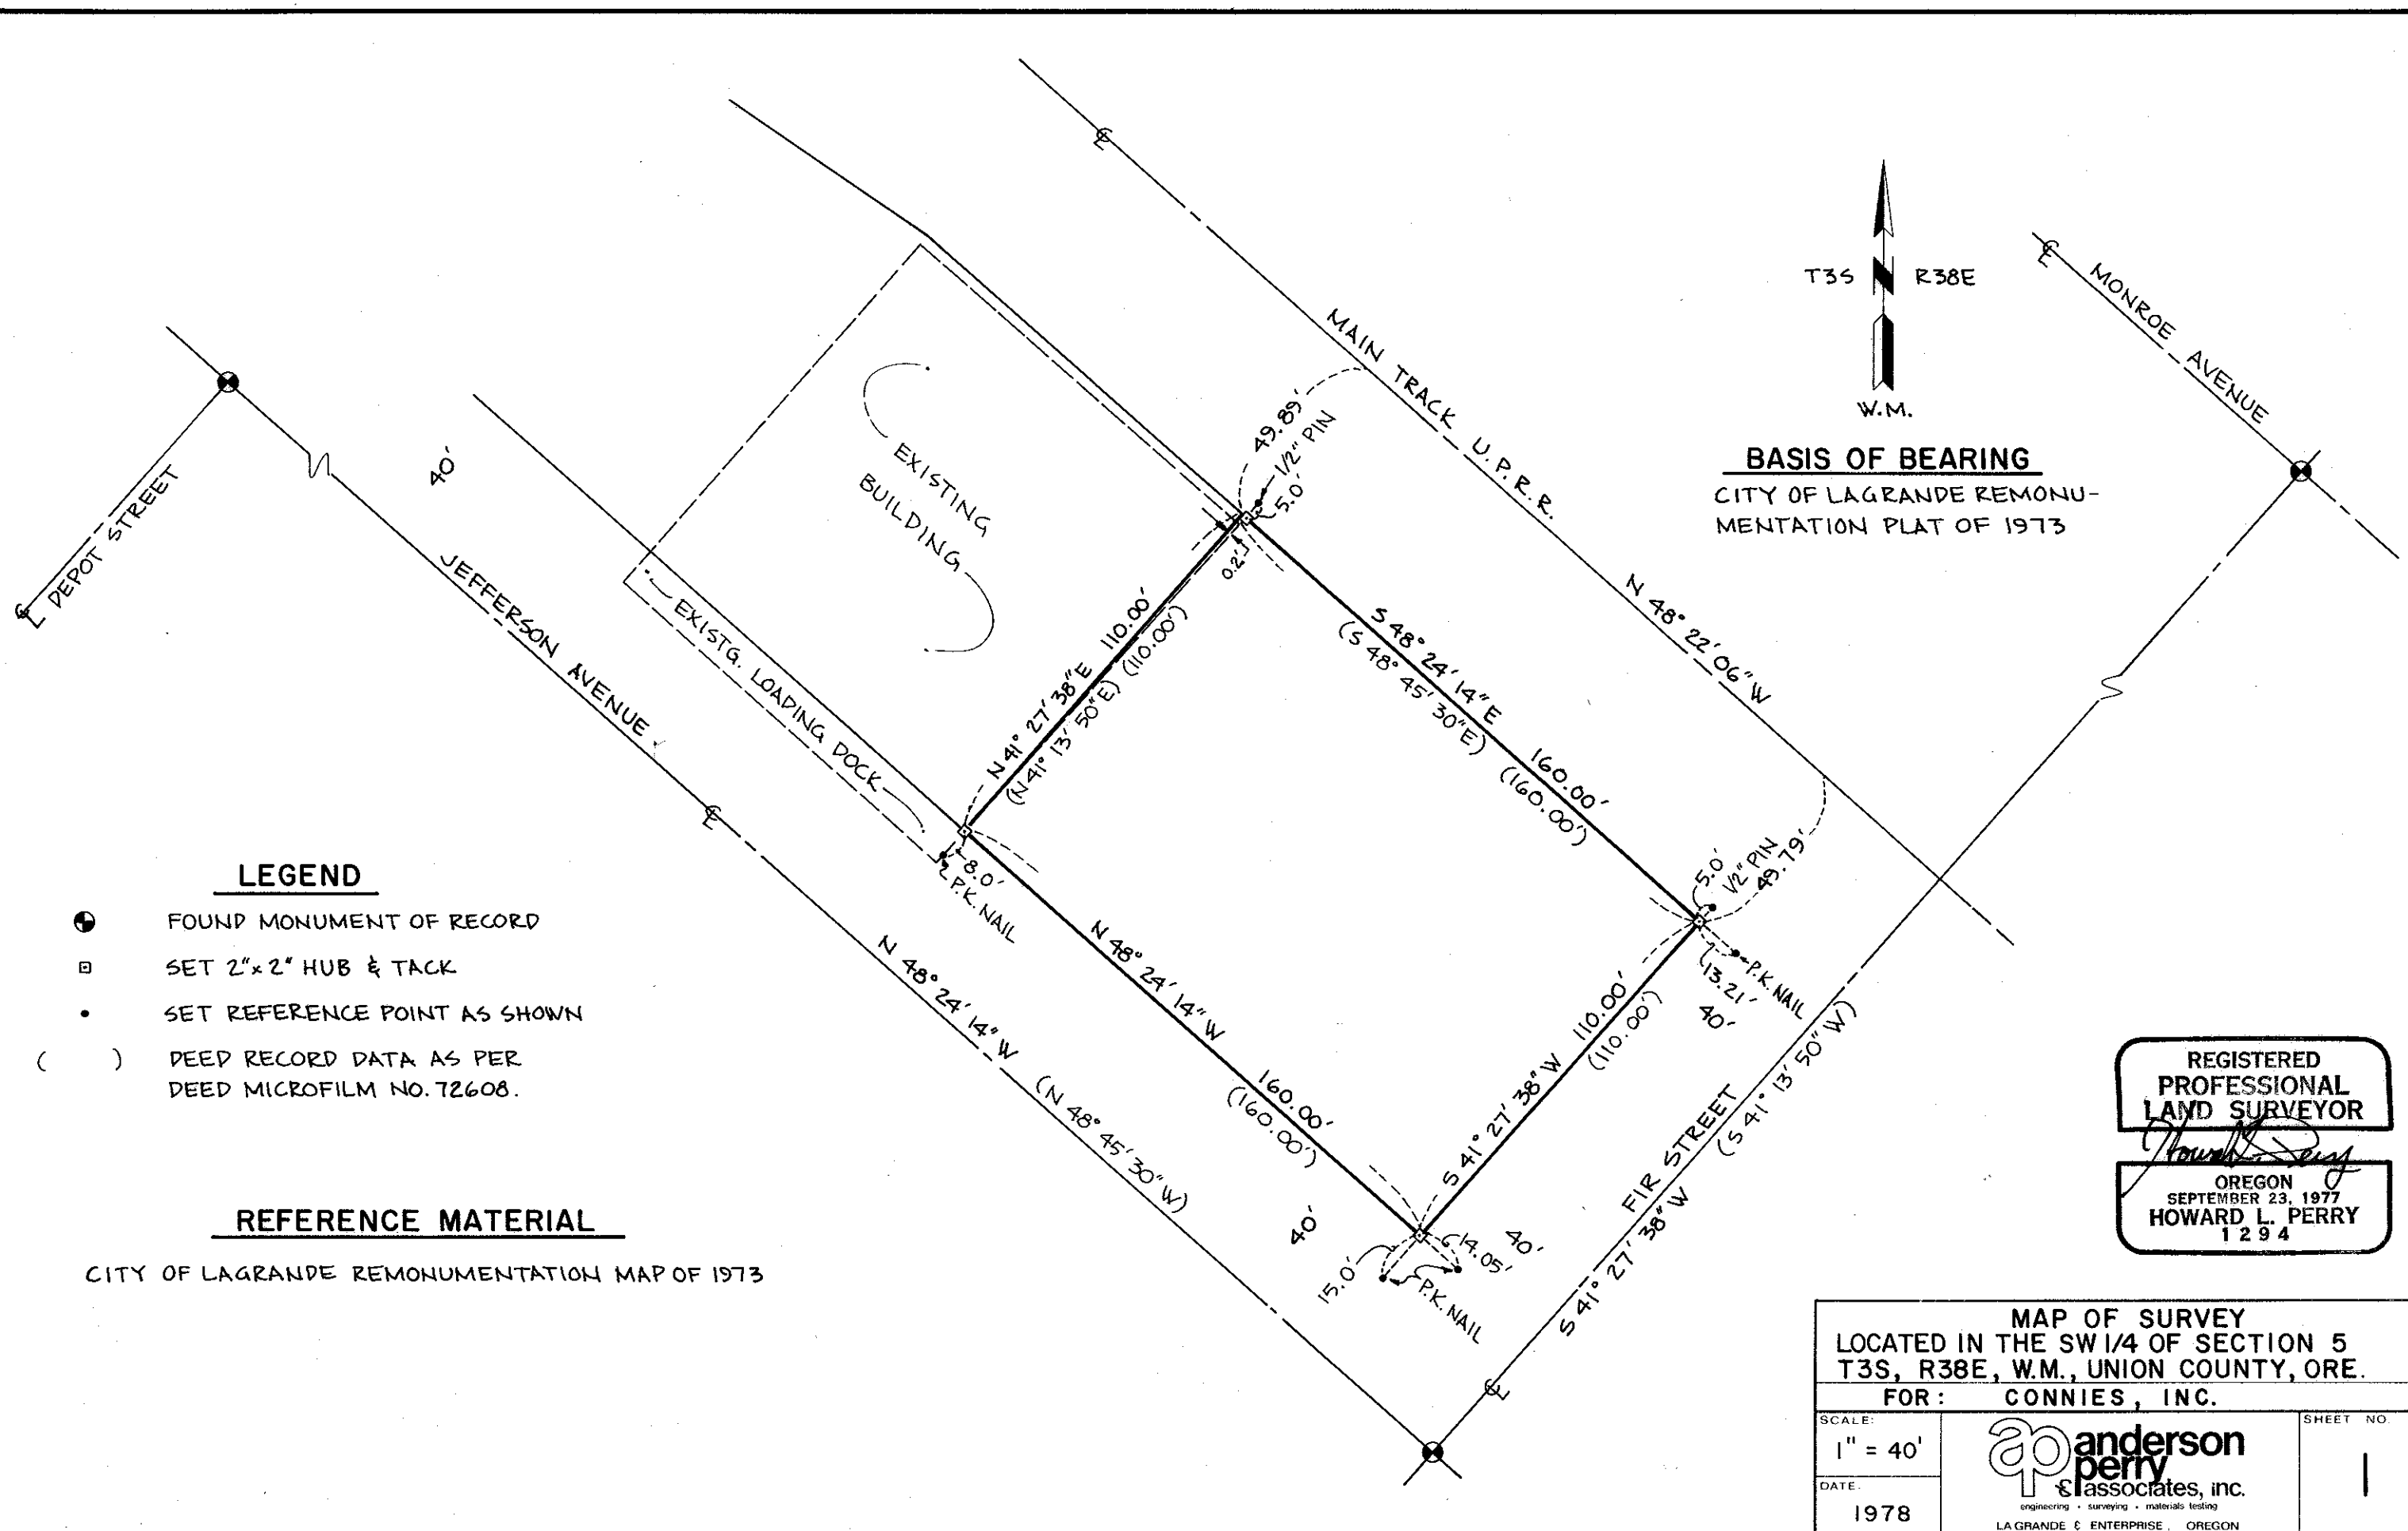 ℄
T3S N R38E
W.M.
BASIS OF BEARING
CITY OF LAGRANDE REMONU-
MENTATION PLAT OF 1973
℄
MONROE AVENUE
MAIN TRACK U.P.R.R.
N 48° 22' 06" W
℄ DEPOT STREET
40'
JEFFERSON AVENUE
℄
EXISTING
BUILDING
EXISTG. LOADING DOCK
49.89'
1/2" PIN
5.0'
0.2'
N 41° 27' 38" E 110.00'
(N 41° 13' 50" E) (110.00')
S 48° 24' 14" E 160.00'
(S 48° 45' 30" E) (160.00')
8.0'
P.K. NAIL
5.0'
1/2" PIN
49.79'
P.K. NAIL
13.21'
40'
N 48° 24' 14" W 160.00'
(160.00')
S 41° 27' 38" W 110.00'
(110.00')
N 48° 24' 14" W (N 48° 45' 30" W)
40'
15.0'
14.05'
40'
P.K. NAIL
FIR STREET
S 41° 27' 38" W (S 41° 13' 50" W)
℄
LEGEND
FOUND MONUMENT OF RECORD
SET 2"x2" HUB & TACK
• SET REFERENCE POINT AS SHOWN
( ) DEED RECORD DATA AS PER
DEED MICROFILM NO. 72608.
REFERENCE MATERIAL
CITY OF LAGRANDE REMONUMENTATION MAP OF 1973
REGISTERED
PROFESSIONAL
LAND SURVEYOR
Howard L. Perry
OREGON
SEPTEMBER 23, 1977
HOWARD L. PERRY
1294
MAP OF SURVEY
LOCATED IN THE SW 1/4 OF SECTION 5
T3S, R38E, W.M., UNION COUNTY, ORE.
FOR: CONNIES, INC.
SCALE:
1" = 40'
DATE:
1978
ap anderson
perry
& associates, inc.
engineering • surveying • materials testing
LA GRANDE & ENTERPRISE, OREGON
SHEET NO.
1